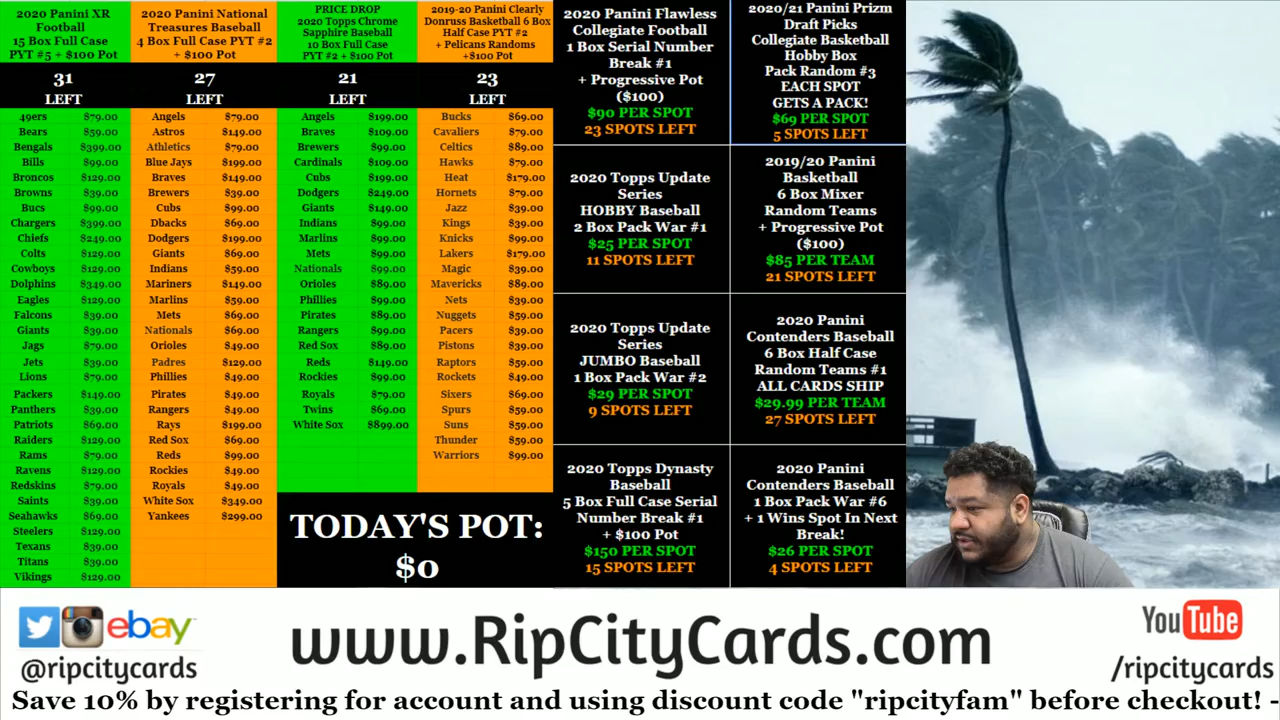 2020 Panini XR
Football
15 Box Full Case
PYT #5 + $100 Pot
31
LEFT
49ers $79.00
Bears $59.00
Bengals $399.00
Bills $99.00
Broncos $129.00
Browns $39.00
Bucs $99.00
Chargers $399.00
Chiefs $249.00
Colts $129.00
Cowboys $129.00
Dolphins $349.00
Eagles $129.00
Falcons $39.00
Giants $39.00
Jags $79.00
Jets $39.00
Lions $79.00
Packers $149.00
Panthers $39.00
Patriots $69.00
Raiders $129.00
Rams $79.00
Ravens $129.00
Redskins $79.00
Saints $39.00
Seahawks $69.00
Steelers $129.00
Texans $39.00
Titans $39.00
Vikings $129.00
2020 Panini National
Treasures Baseball
4 Box Full Case PYT #2
+ $100 Pot
27
LEFT
Angels $79.00
Astros $149.00
Athletics $79.00
Blue Jays $199.00
Braves $149.00
Brewers $39.00
Cubs $99.00
Dbacks $69.00
Dodgers $199.00
Giants $69.00
Indians $59.00
Mariners $149.00
Marlins $59.00
Mets $69.00
Nationals $69.00
Orioles $49.00
Padres $129.00
Phillies $49.00
Pirates $49.00
Rangers $49.00
Rays $199.00
Red Sox $69.00
Reds $99.00
Rockies $49.00
Royals $49.00
White Sox $349.00
Yankees $299.00
PRICE DROP
2020 Topps Chrome
Sapphire Baseball
10 Box Full Case
PYT #2 + $100 Pot
21
LEFT
Angels $199.00
Braves $109.00
Brewers $99.00
Cardinals $109.00
Cubs $199.00
Dodgers $249.00
Giants $149.00
Indians $99.00
Marlins $99.00
Mets $99.00
Nationals $99.00
Orioles $89.00
Phillies $99.00
Pirates $89.00
Rangers $99.00
Red Sox $89.00
Reds $149.00
Rockies $99.00
Royals $79.00
Twins $69.00
White Sox $899.00
2019-20 Panini Clearly
Donruss Basketball 6 Box
Half Case PYT #2
+ Pelicans Randoms
+$100 Pot
23
LEFT
Bucks $69.00
Cavaliers $79.00
Celtics $89.00
Hawks $79.00
Heat $179.00
Hornets $79.00
Jazz $39.00
Kings $39.00
Knicks $99.00
Lakers $179.00
Magic $39.00
Mavericks $89.00
Nets $39.00
Nuggets $59.00
Pacers $39.00
Pistons $39.00
Raptors $59.00
Rockets $49.00
Sixers $69.00
Spurs $59.00
Suns $59.00
Thunder $59.00
Warriors $99.00
TODAY'S POT:
$0
2020 Panini Flawless
Collegiate Football
1 Box Serial Number
Break #1
+ Progressive Pot
($100)
$90 PER SPOT
23 SPOTS LEFT
2020/21 Panini Prizm
Draft Picks
Collegiate Basketball
Hobby Box
Pack Random #3
EACH SPOT
GETS A PACK!
$69 PER SPOT
5 SPOTS LEFT
2020 Topps Update
Series
HOBBY Baseball
2 Box Pack War #1
$25 PER SPOT
11 SPOTS LEFT
2019/20 Panini
Basketball
6 Box Mixer
Random Teams
+ Progressive Pot
($100)
$85 PER TEAM
21 SPOTS LEFT
2020 Topps Update
Series
JUMBO Baseball
1 Box Pack War #2
$29 PER SPOT
9 SPOTS LEFT
2020 Panini
Contenders Baseball
6 Box Half Case
Random Teams #1
ALL CARDS SHIP
$29.99 PER TEAM
27 SPOTS LEFT
2020 Topps Dynasty
Baseball
5 Box Full Case Serial
Number Break #1
+ $100 Pot
$150 PER SPOT
15 SPOTS LEFT
2020 Panini
Contenders Baseball
1 Box Pack War #6
+ 1 Wins Spot In Next
Break!
$26 PER SPOT
4 SPOTS LEFT
ebay
@ripcitycards
www.RipCityCards.com
YouTube
/ripcitycards
Save 10% by registering for account and using discount code "ripcityfam" before checkout! -